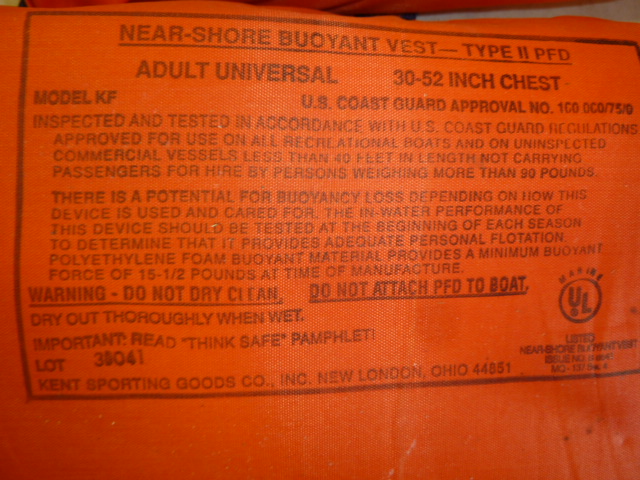 NEAR-SHORE BUOYANT VEST— TYPE II PFD
ADULT UNIVERSAL 30-52 INCH CHEST
MODEL KF U.S. COAST GUARD APPROVAL NO.
INSPECTED AND TESTED IN ACCORDANCE WITH U.S. COAST GUARD REGULATIONS
APPROVED FOR USE ON ALL RECREATIONAL BOATS AND ON UNINSPECTED
COMMERCIAL VESSELS LESS THAN 40 FEET IN LENGTH NOT CARRYING
PASSENGERS FOR HIRE BY PERSONS WEIGHING MORE THAN 90 POUNDS.
THERE IS A POTENTIAL FOR BUOYANCY LOSS DEPENDING ON HOW THIS
DEVICE IS USED AND CARED FOR. THE IN-WATER PERFORMANCE OF
THIS DEVICE SHOULD BE TESTED AT THE BEGINNING OF EACH SEASON
TO DETERMINE THAT IT PROVIDES ADEQUATE PERSONAL FLOTATION.
POLYETHYLENE FOAM BUOYANT MATERIAL PROVIDES A MINIMUM BUOYANT
FORCE OF 15-1/2 POUNDS AT TIME OF MANUFACTURE.
WARNING - DO NOT DRY CLEAN. DO NOT ATTACH PFD TO BOAT.
DRY OUT THOROUGHLY WHEN WET.
IMPORTANT: READ "THINK SAFE" PAMPHLET!
LOT 39041
KENT SPORTING GOODS CO., INC. NEW LONDON, OHIO 44851
MARINE
UL
LISTED
NEAR-SHORE BUOYANT VEST
ISSUE NO.